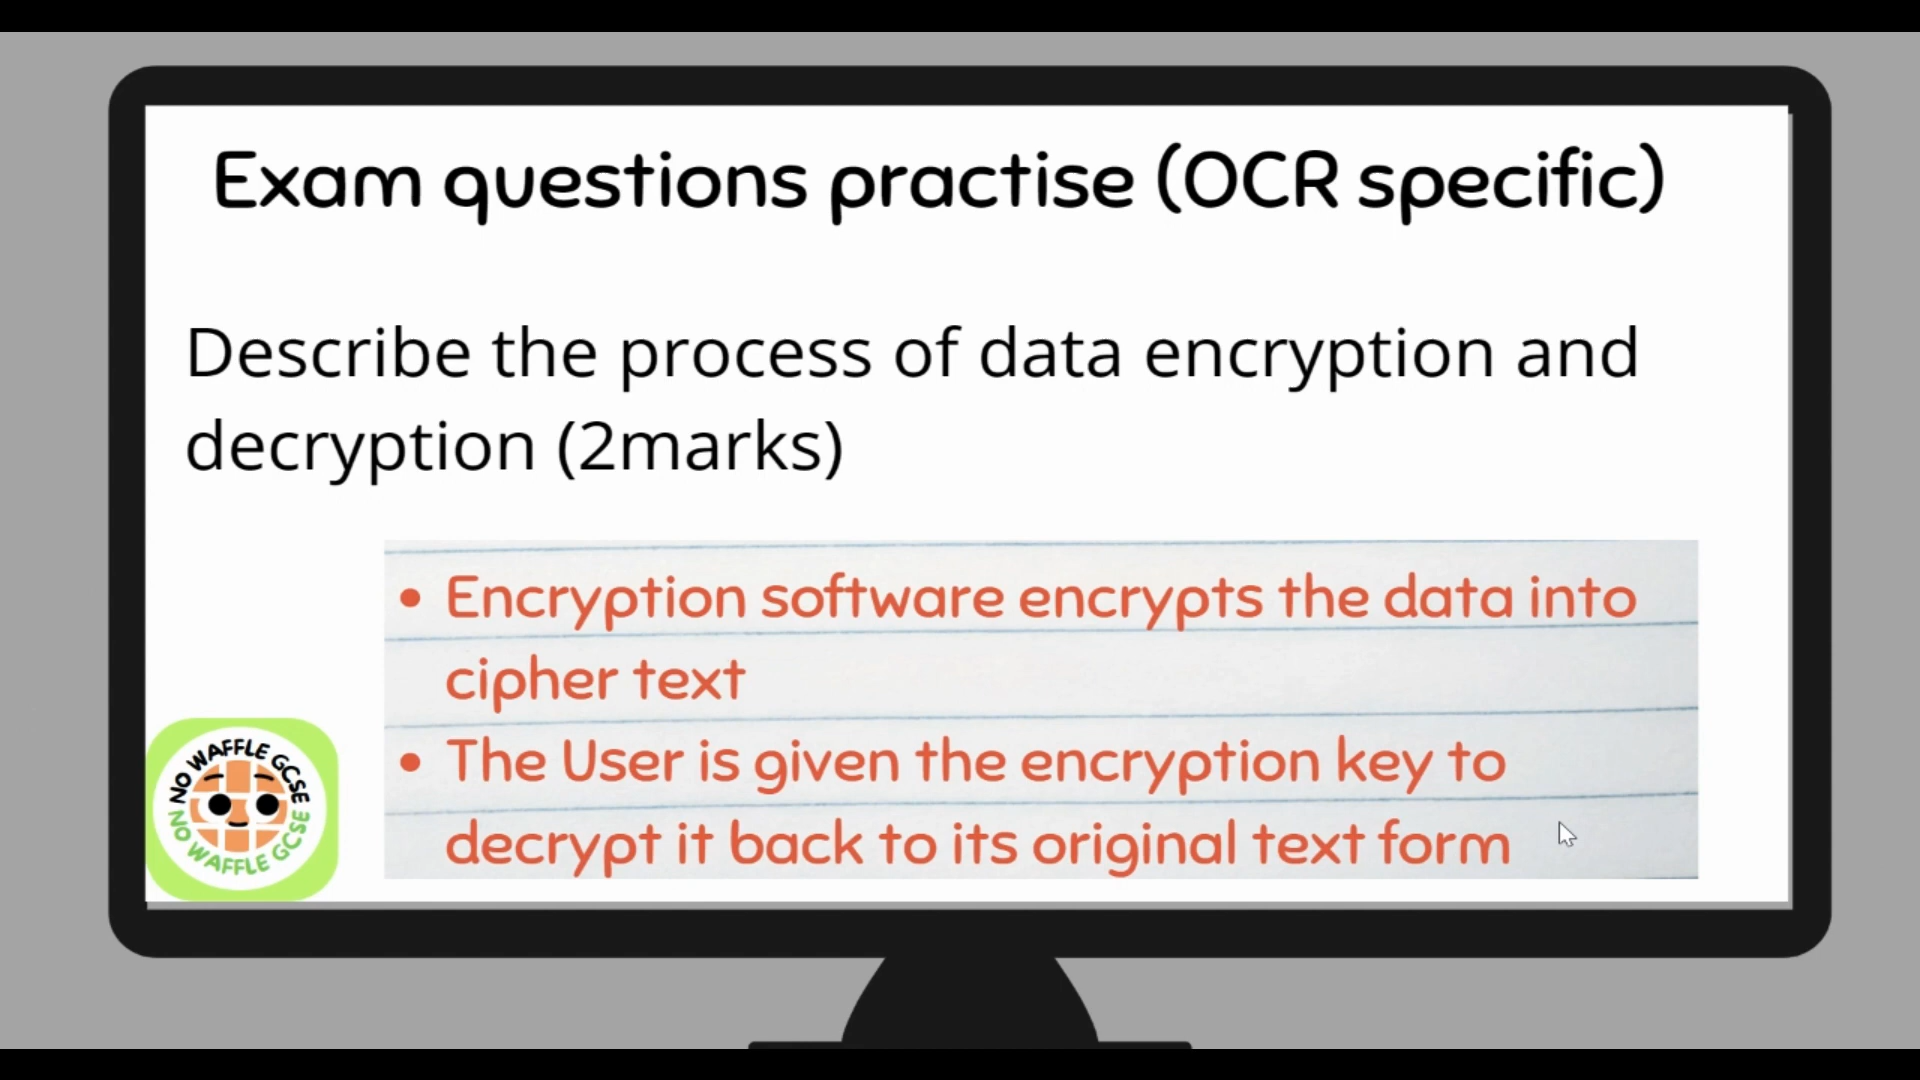 Exam questions practise (OCR specific)
Describe the process of data encryption and
decryption (2marks)
• Encryption software encrypts the data into
cipher text
• The User is given the encryption key to
decrypt it back to its original text form
NO WAFFLE GCSE
NO WAFFLE GCSE